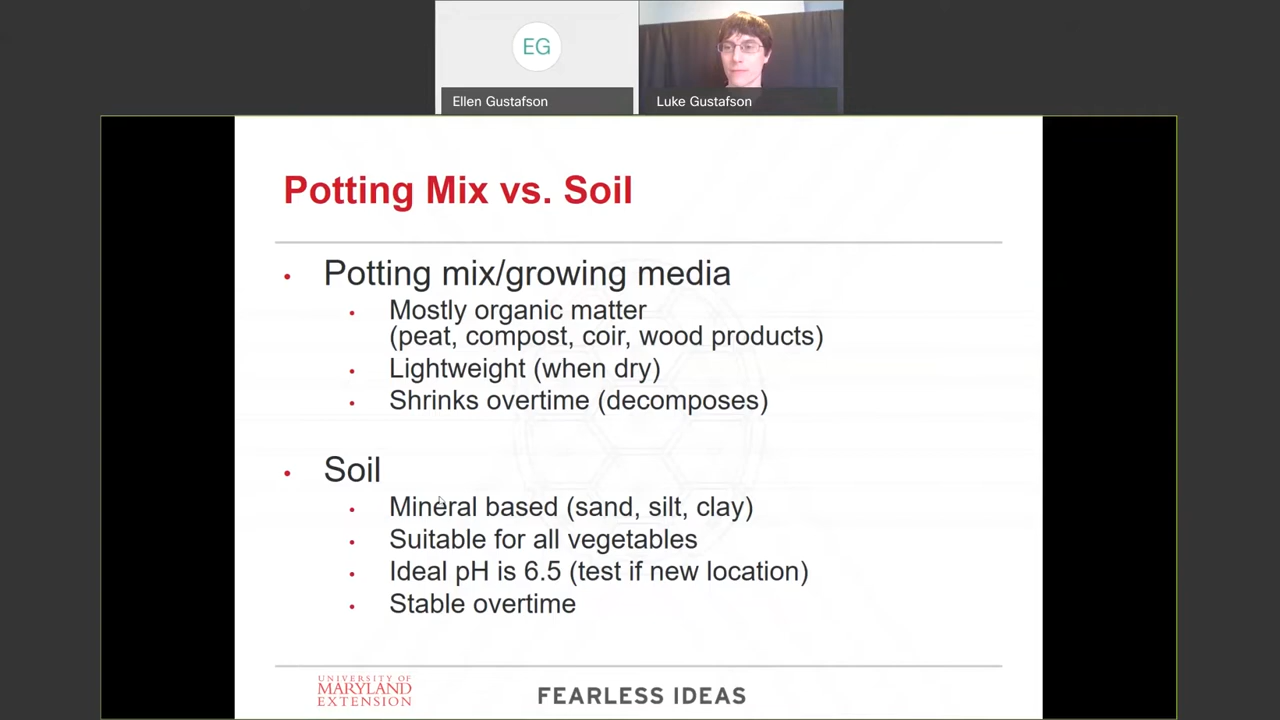 EG
Ellen Gustafson
Luke Gustafson
Potting Mix vs. Soil
• Potting mix/growing media
• Mostly organic matter
(peat, compost, coir, wood products)
• Lightweight (when dry)
• Shrinks overtime (decomposes)
• Soil
• Mineral based (sand, silt, clay)
• Suitable for all vegetables
• Ideal pH is 6.5 (test if new location)
• Stable overtime
UNIVERSITY OF
MARYLAND
EXTENSION
FEARLESS IDEAS